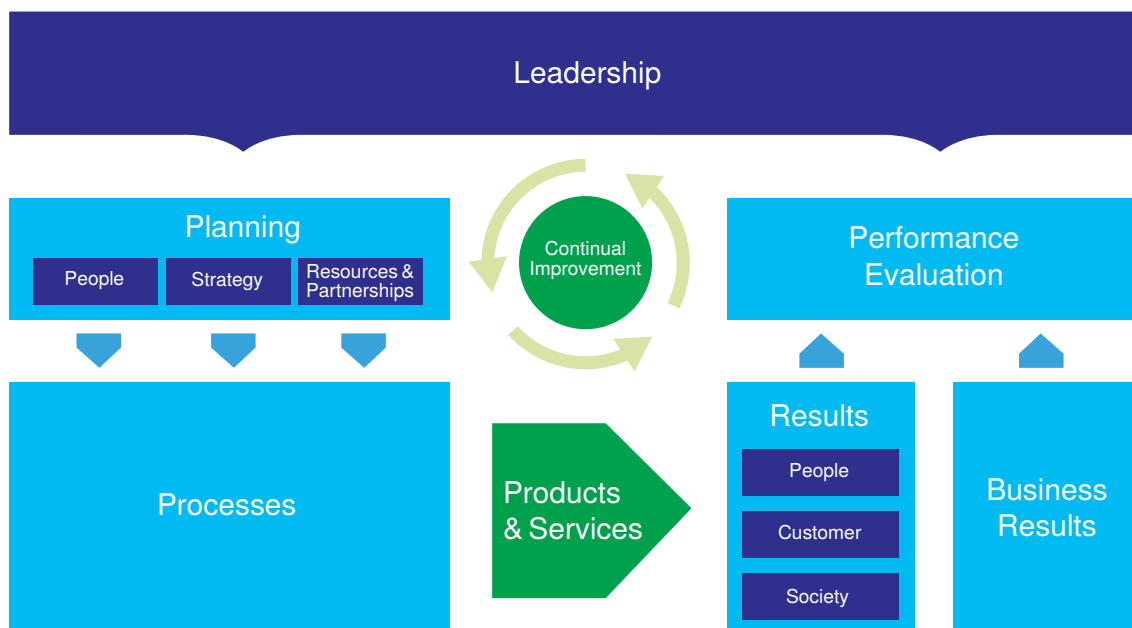 Leadership
Planning
People
Strategy
Resources &
Partnerships
Continual
Improvement
Performance
Evaluation
Processes
Products
& Services
Results
People
Customer
Society
Business
Results